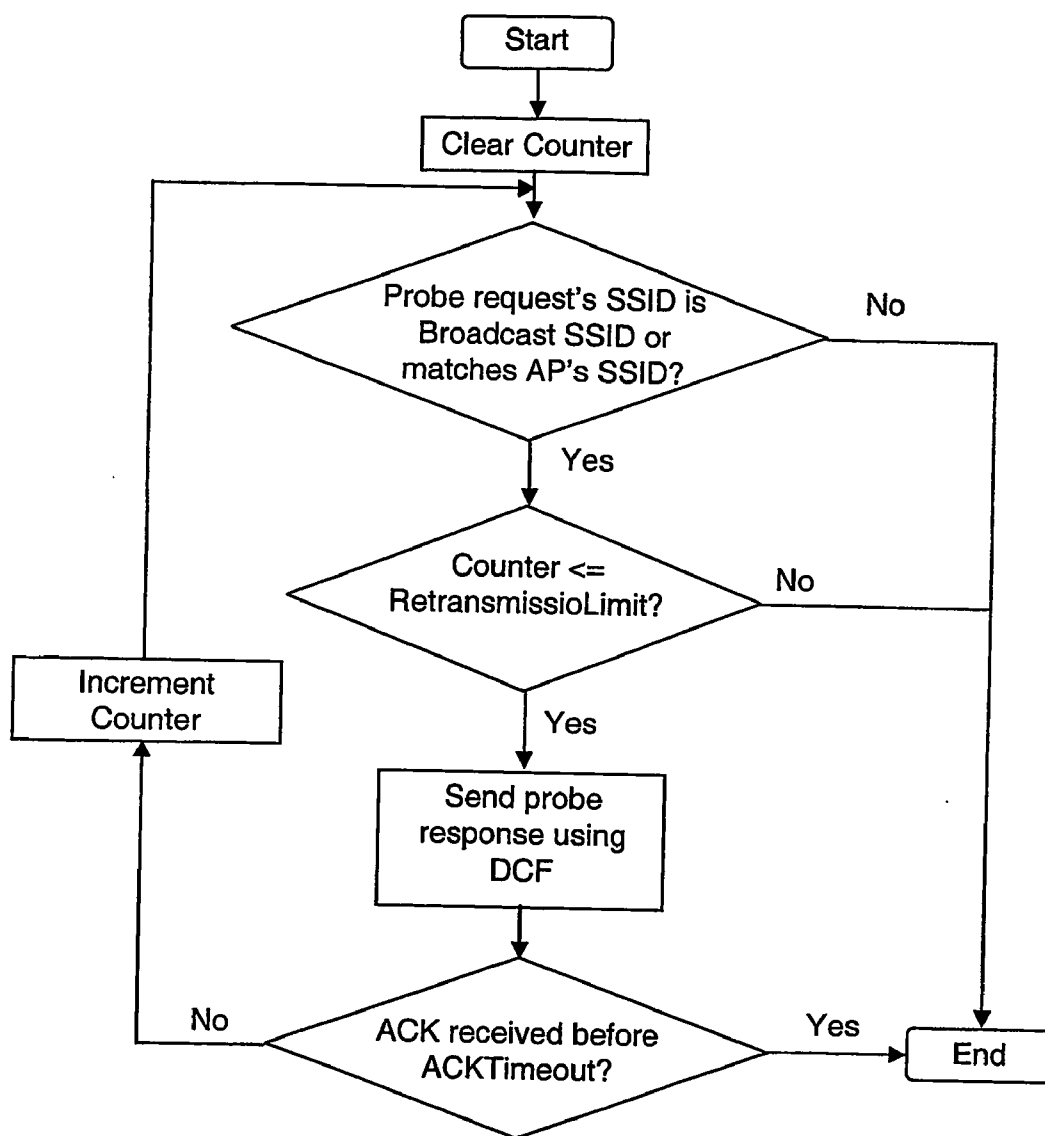 Start
Clear Counter
Probe request's SSID is
Broadcast SSID or
matches AP's SSID?
No
Yes
Counter <=
RetransmissioLimit?
No
Increment
Counter
Yes
Send probe
response using
DCF
No
ACK received before
ACKTimeout?
Yes
End